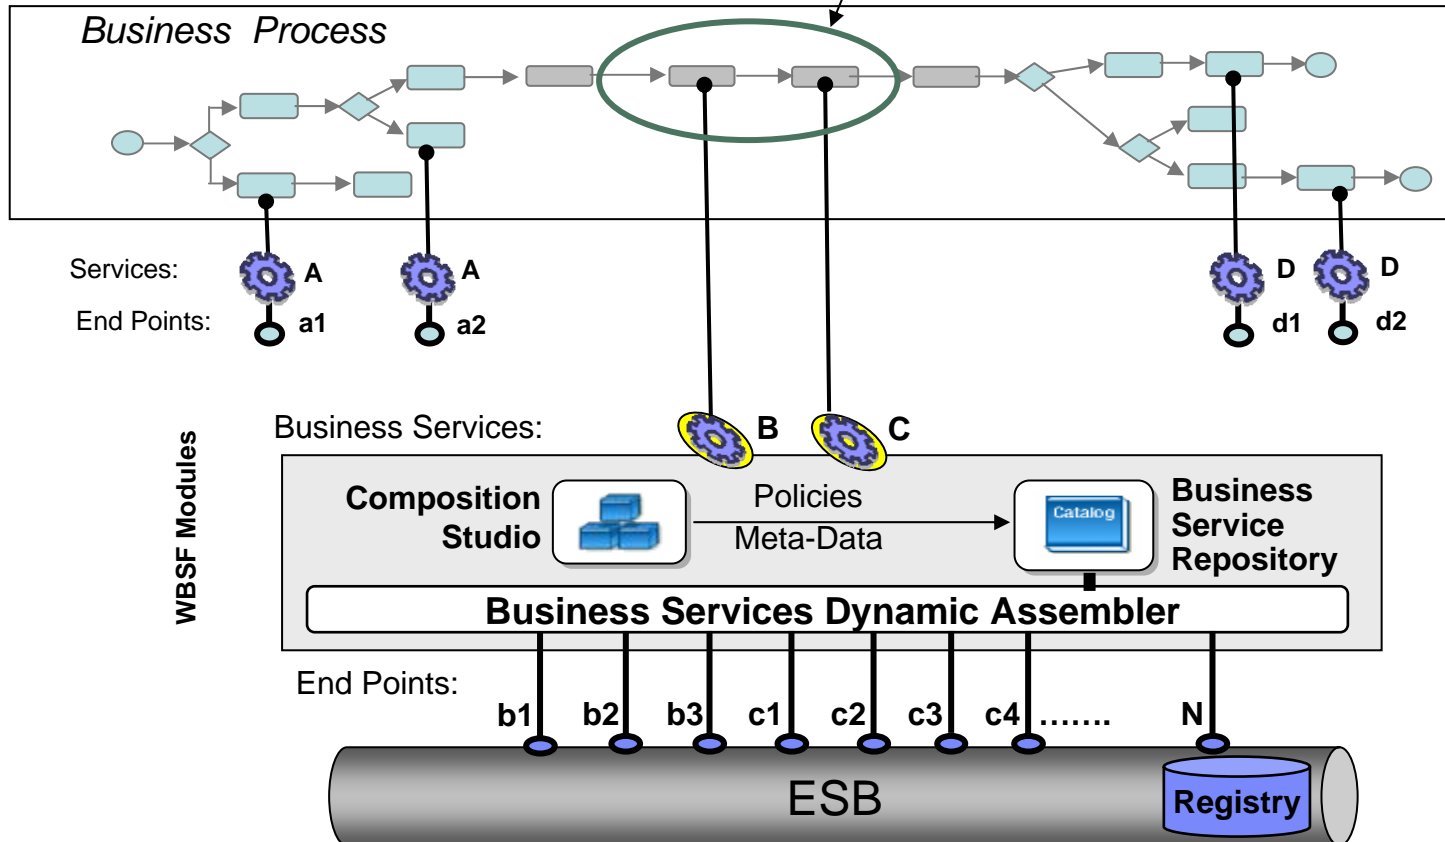 Business Process
Services:
A
A
D
D
End Points:
a1
a2
d1
d2
Business Services:
B
C
WBSF Modules
Composition
Studio
Policies
Meta-Data
Catalog
Business
Service
Repository
Business Services Dynamic Assembler
End Points:
b1
b2
b3
c1
c2
c3
c4
.......
N
ESB
Registry